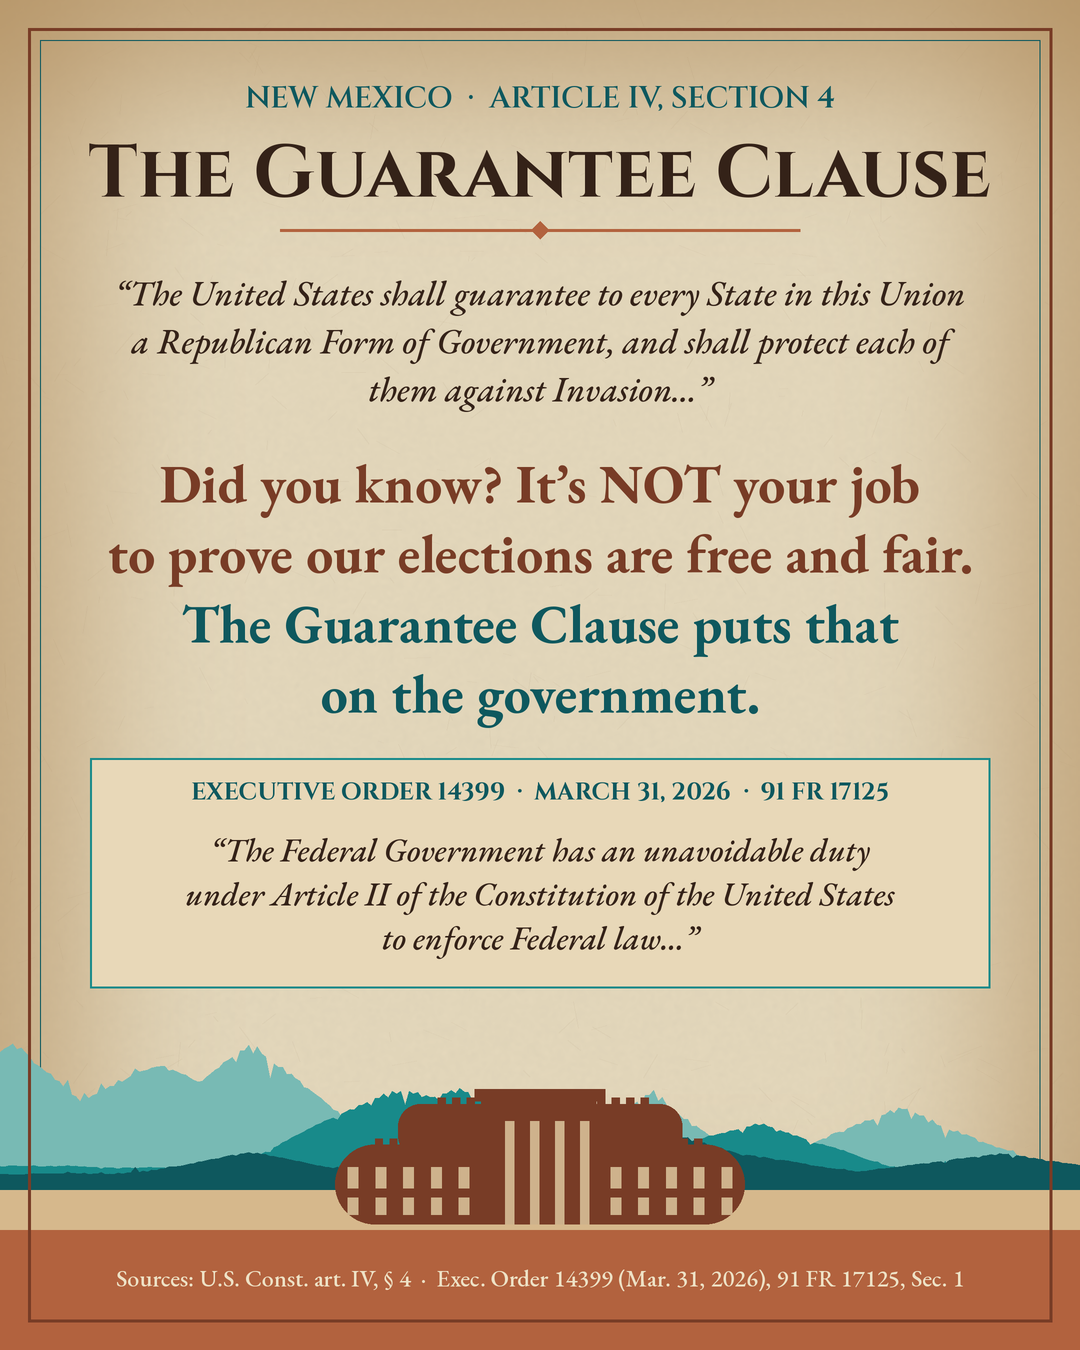 NEW MEXICO · ARTICLE IV, SECTION 4
THE GUARANTEE CLAUSE
“The United States shall guarantee to every State in this Union
a Republican Form of Government, and shall protect each of
them against Invasion…”
Did you know? It’s NOT your job
to prove our elections are free and fair.
The Guarantee Clause puts that
on the government.
EXECUTIVE ORDER 14399 · MARCH 31, 2026 · 91 FR 17125
“The Federal Government has an unavoidable duty
under Article II of the Constitution of the United States
to enforce Federal law…”
Sources: U.S. Const. art. IV, § 4 · Exec. Order 14399 (Mar. 31, 2026), 91 FR 17125, Sec. 1